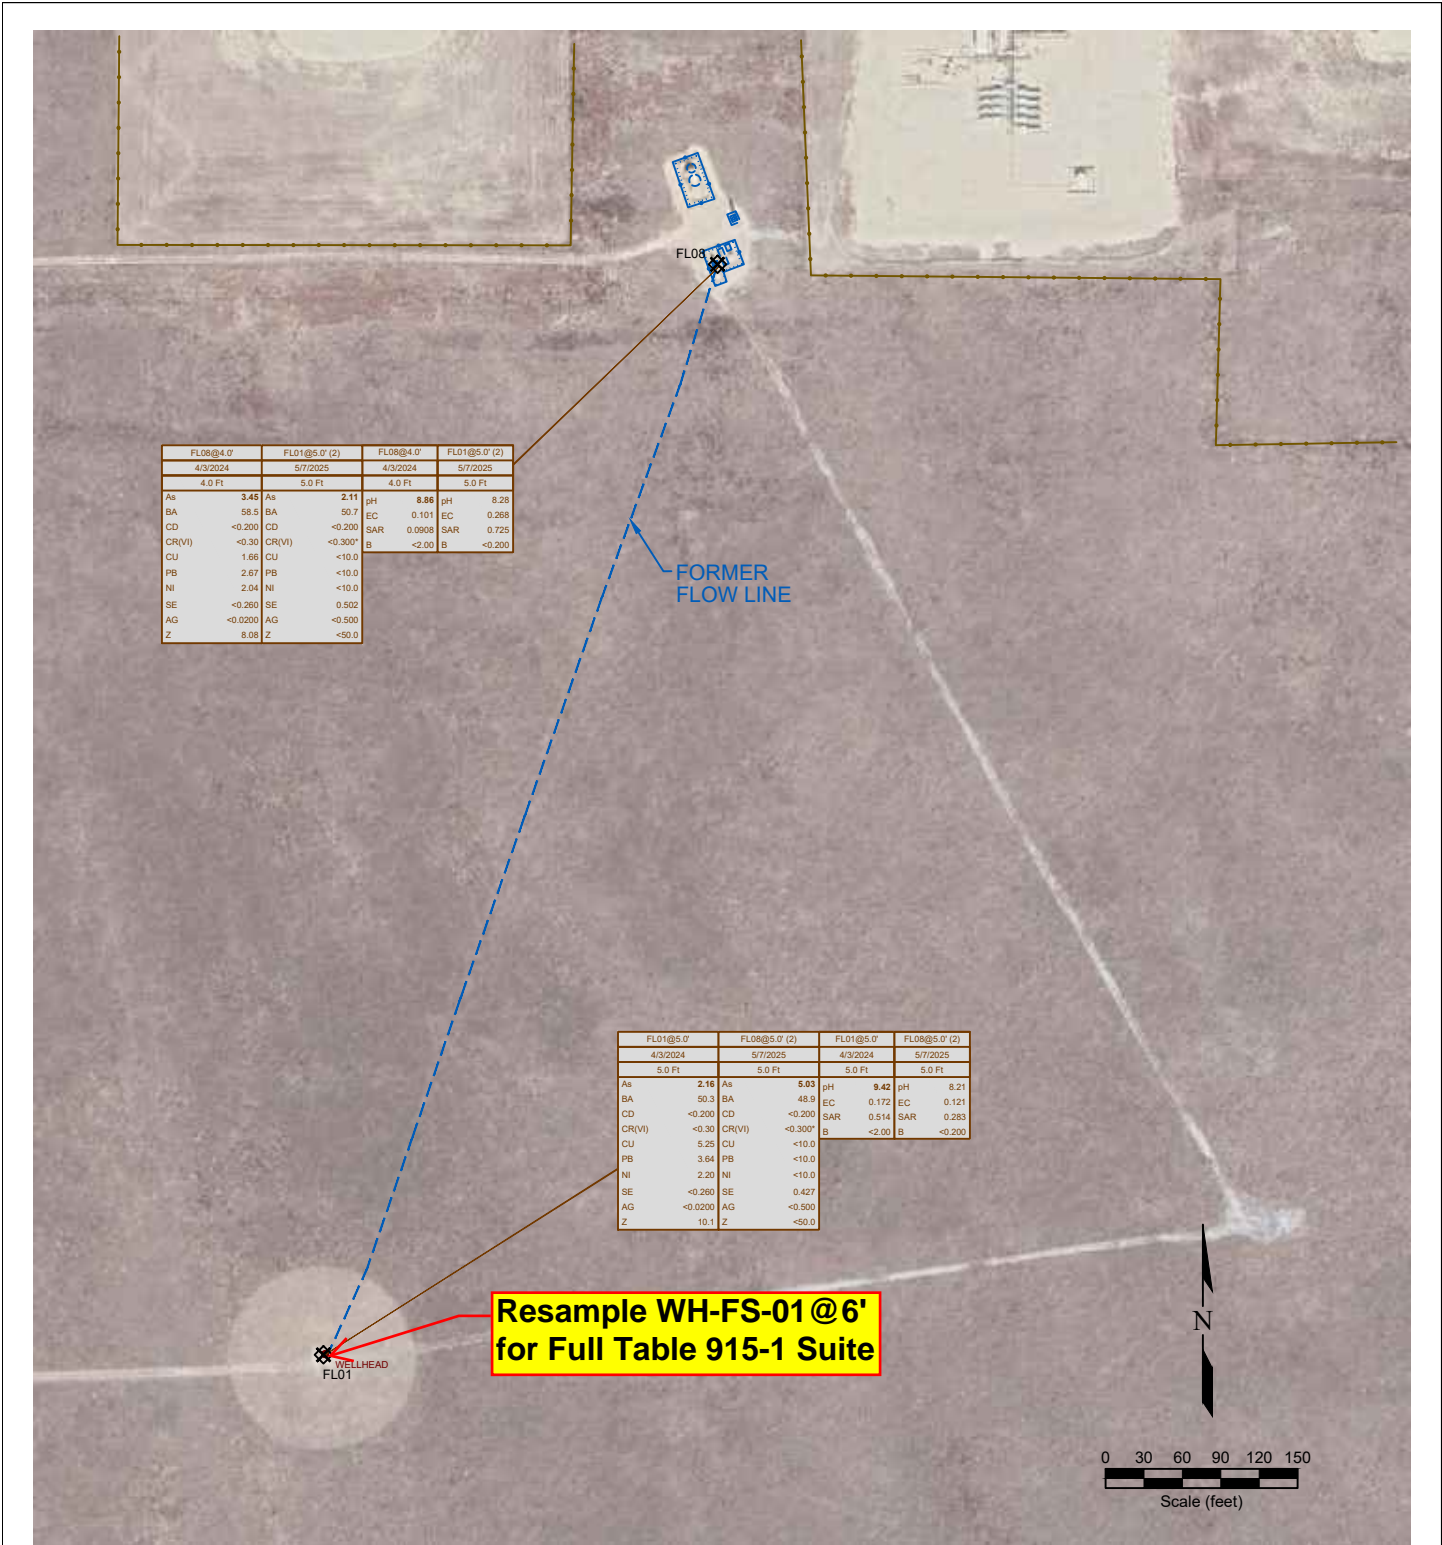 FL08
FL08@4.0' FL01@5.0' (2) FL08@4.0' FL01@5.0' (2)
4/3/2024 5/7/2025 4/3/2024 5/7/2025
4.0 Ft 5.0 Ft 4.0 Ft 5.0 Ft
As 3.45 As 2.11 pH 8.86 pH 8.28
BA 58.5 BA 50.7 EC 0.101 EC 0.268
CD <0.200 CD <0.200 SAR 0.0908 SAR 0.725
CR(VI) <0.30 CR(VI) <0.300* B <2.00 B <0.200
CU 1.66 CU <10.0
PB 2.67 PB <10.0
NI 2.04 NI <10.0
SE <0.260 SE 0.502
AG <0.0200 AG <0.500
Z 8.08 Z <50.0
FORMER
FLOW LINE
FL01@5.0' FL08@5.0' (2) FL01@5.0' FL08@5.0' (2)
4/3/2024 5/7/2025 4/3/2024 5/7/2025
5.0 Ft 5.0 Ft 5.0 Ft 5.0 Ft
As 2.16 As 5.03 pH 9.42 pH 8.21
BA 50.3 BA 48.9 EC 0.172 EC 0.121
CD <0.200 CD <0.200 SAR 0.514 SAR 0.283
CR(VI) <0.30 CR(VI) <0.300* B <2.00 B <0.200
CU 5.25 CU <10.0
PB 3.64 PB <10.0
NI 2.20 NI <10.0
SE <0.260 SE 0.427
AG <0.0200 AG <0.500
Z 10.1 Z <50.0
Resample WH-FS-01@6'
for Full Table 915-1 Suite
WELLHEAD
FL01
N
0 30 60 90 120 150
Scale (feet)